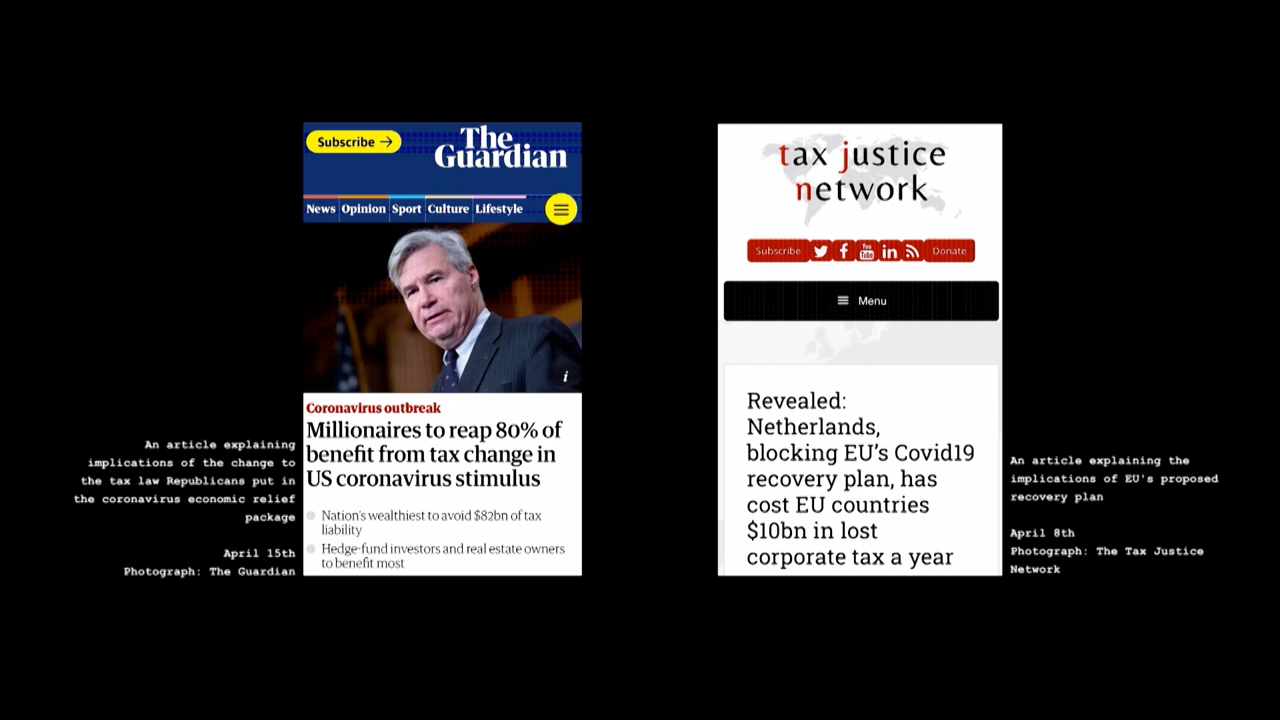 Subscribe →
The
Guardian
News Opinion Sport Culture Lifestyle
i
Coronavirus outbreak
Millionaires to reap 80% of
benefit from tax change in
US coronavirus stimulus
Nation's wealthiest to avoid $82bn of tax
liability
Hedge-fund investors and real estate owners
to benefit most
An article explaining
implications of the change to
the tax law Republicans put in
the coronavirus economic relief
package
April 15th
Photograph: The Guardian
tax justice
network
Subscribe You Tube in Donate
Menu
Revealed:
Netherlands,
blocking EU's Covid19
recovery plan, has
cost EU countries
$10bn in lost
corporate tax a year
An article explaining the
implications of EU's proposed
recovery plan
April 8th
Photograph: The Tax Justice
Network